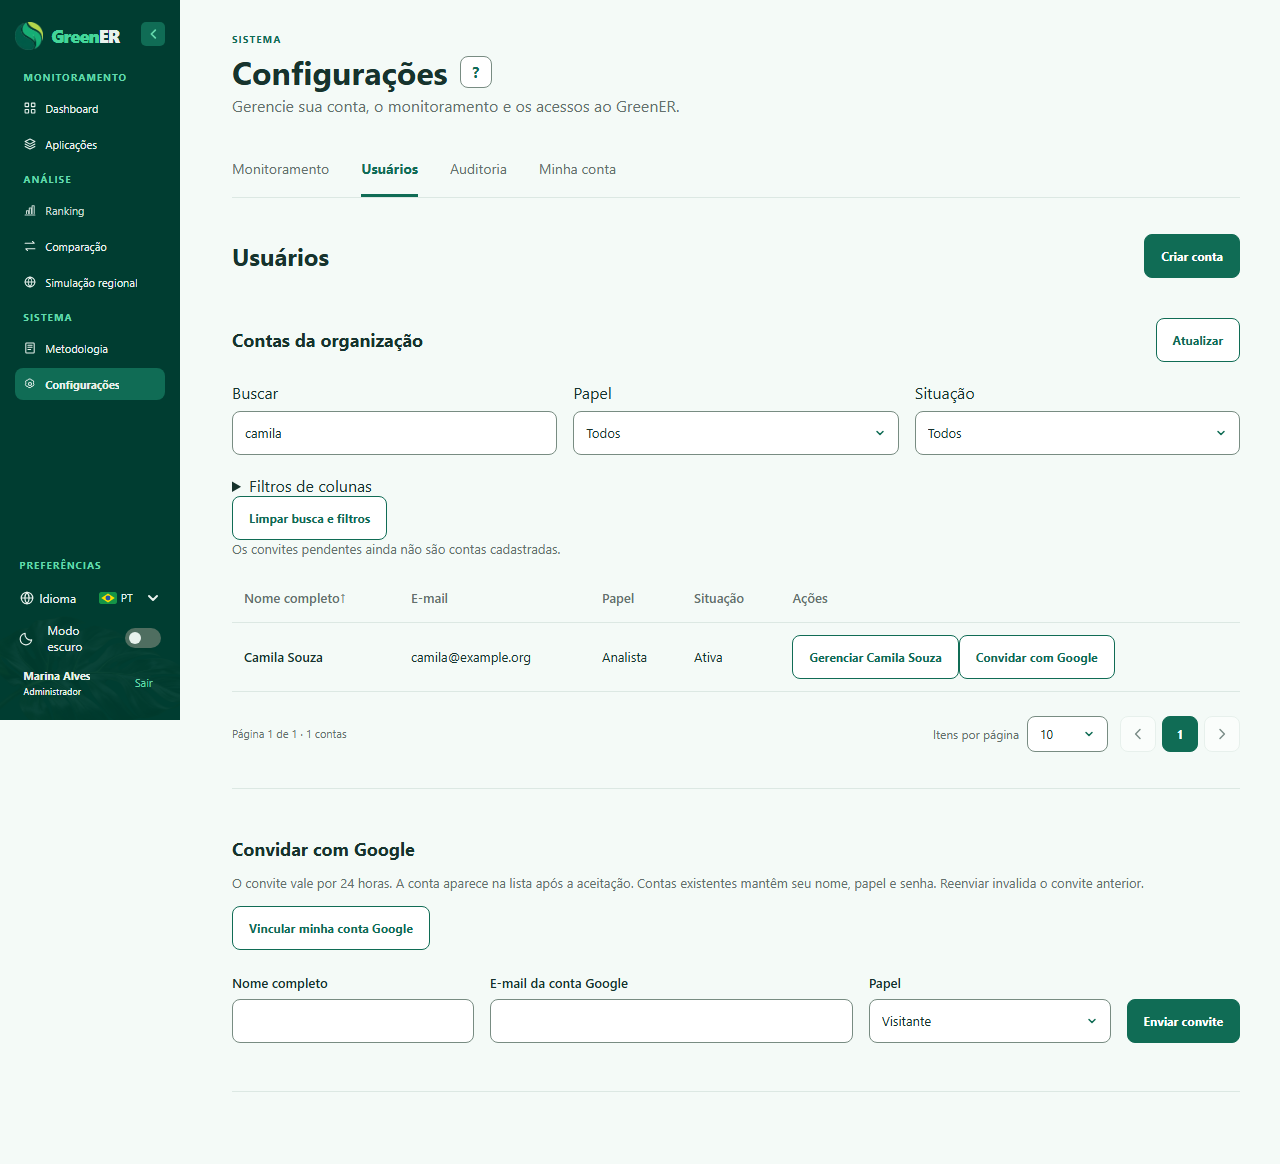 GreenER
MONITORAMENTO
Dashboard
Aplicações
ANÁLISE
Ranking
Comparação
Simulação regional
SISTEMA
Metodologia
Configurações
PREFERÊNCIAS
Idioma PT
Modo
escuro
Marina Alves
Administrador
Sair
SISTEMA
Configurações ?
Gerencie sua conta, o monitoramento e os acessos ao GreenER.
Monitoramento Usuários Auditoria Minha conta
Usuários Criar conta
Contas da organização Atualizar
Buscar Papel Situação
camila Todos Todos
Filtros de colunas
Limpar busca e filtros
Os convites pendentes ainda não são contas cadastradas.
Nome completo↑ E-mail Papel Situação Ações
Camila Souza camila@example.org Analista Ativa Gerenciar Camila Souza Convidar com Google
Página 1 de 1 · 1 contas Itens por página 10 1
Convidar com Google
O convite vale por 24 horas. A conta aparece na lista após a aceitação. Contas existentes mantêm seu nome, papel e senha. Reenviar invalida o convite anterior.
Vincular minha conta Google
Nome completo E-mail da conta Google Papel
Visitante Enviar convite